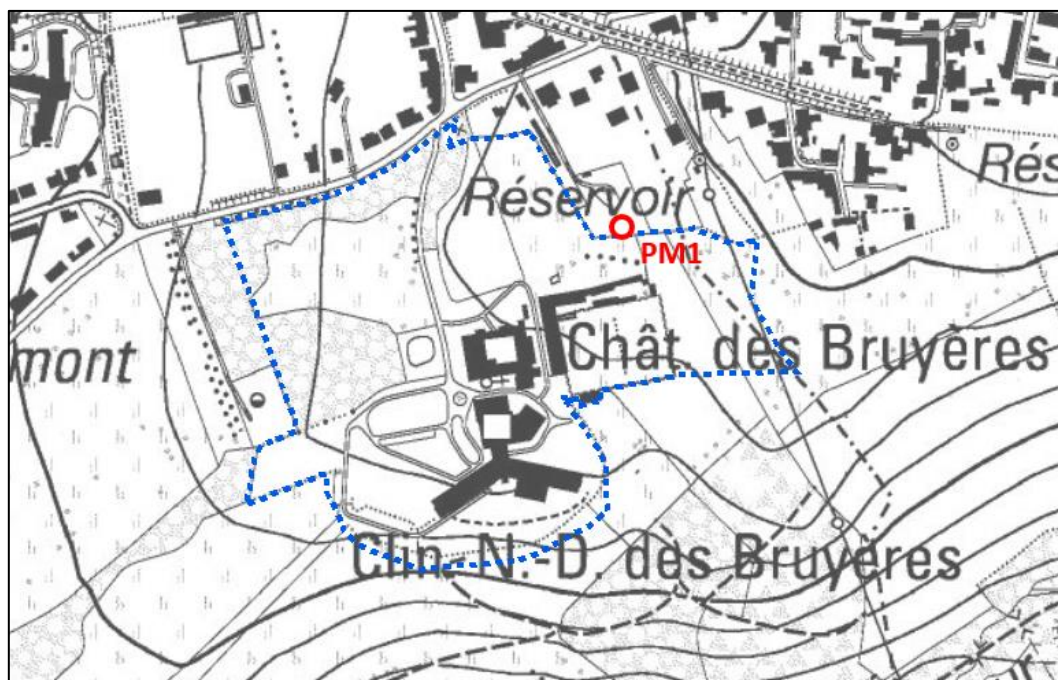 Réservoir
Rés
PM1
mont
Chât. des Bruyères
Clin. N.-D. des Bruyères